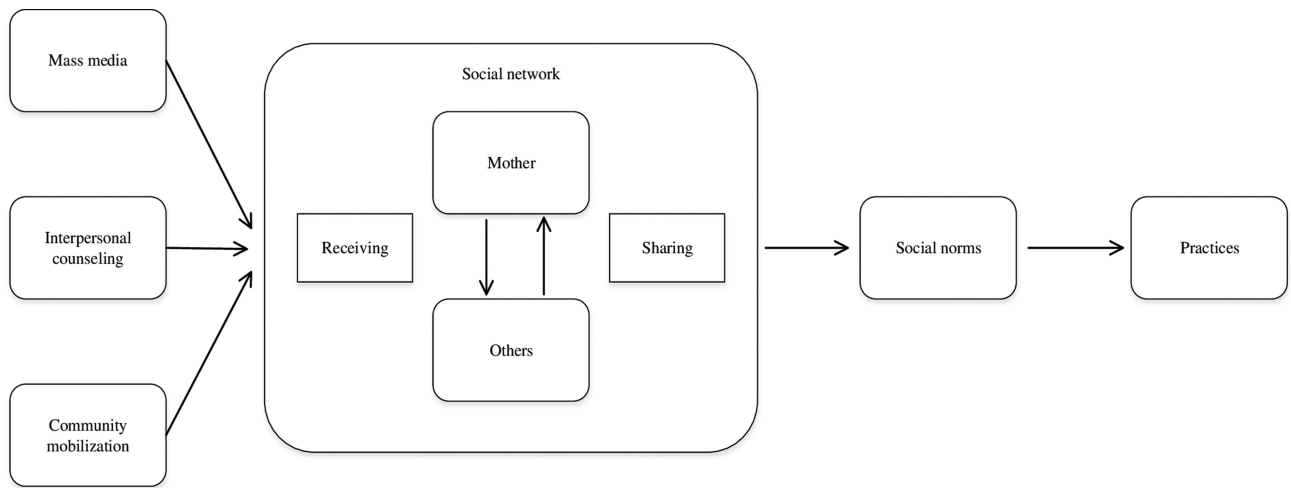 Mass media
Interpersonal
counseling
Community
mobilization
Social network
Mother
Receiving
Sharing
Others
Social norms
Practices